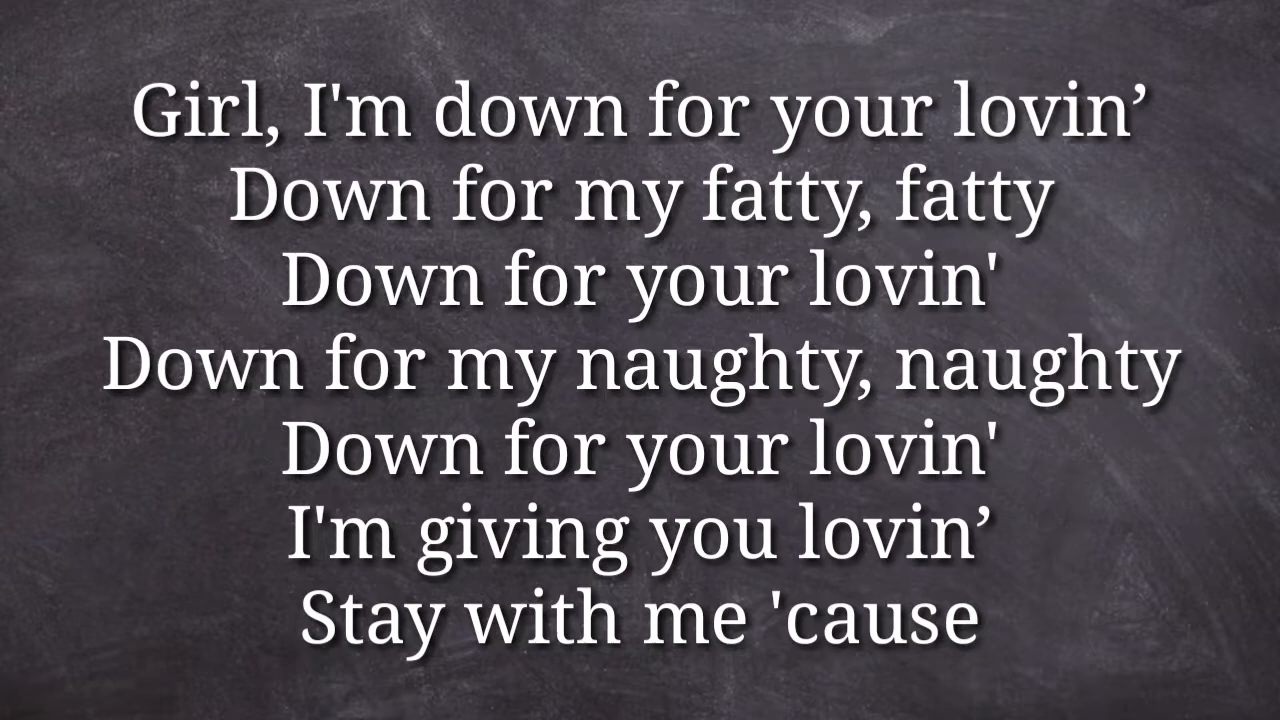 Girl, I'm down for your lovin’
Down for my fatty, fatty
Down for your lovin'
Down for my naughty, naughty
Down for your lovin'
I'm giving you lovin’
Stay with me 'cause